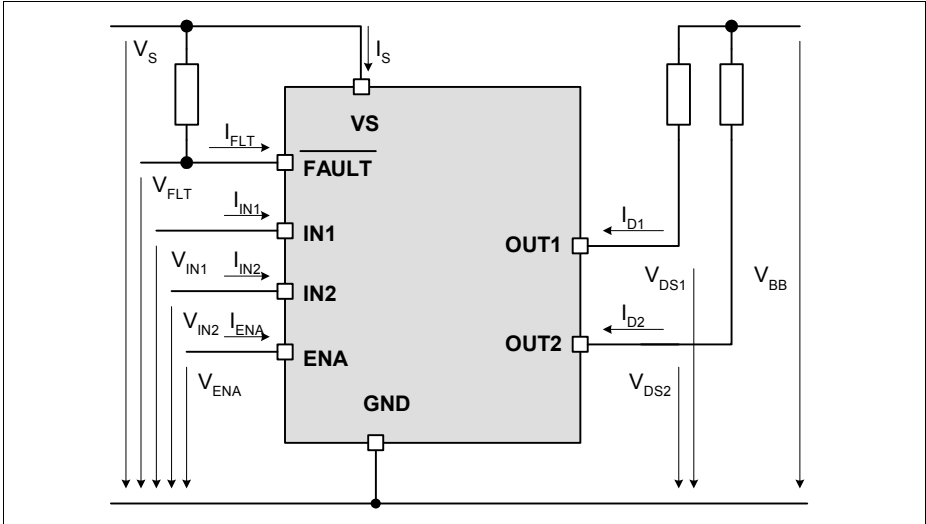 V_S
I_S
VS
I_FLT
FAULT
V_FLT
I_IN1
IN1
I_D1
OUT1
V_IN1
I_IN2
IN2
V_DS1
V_BB
V_IN2
I_ENA
ENA
I_D2
OUT2
V_ENA
V_DS2
GND